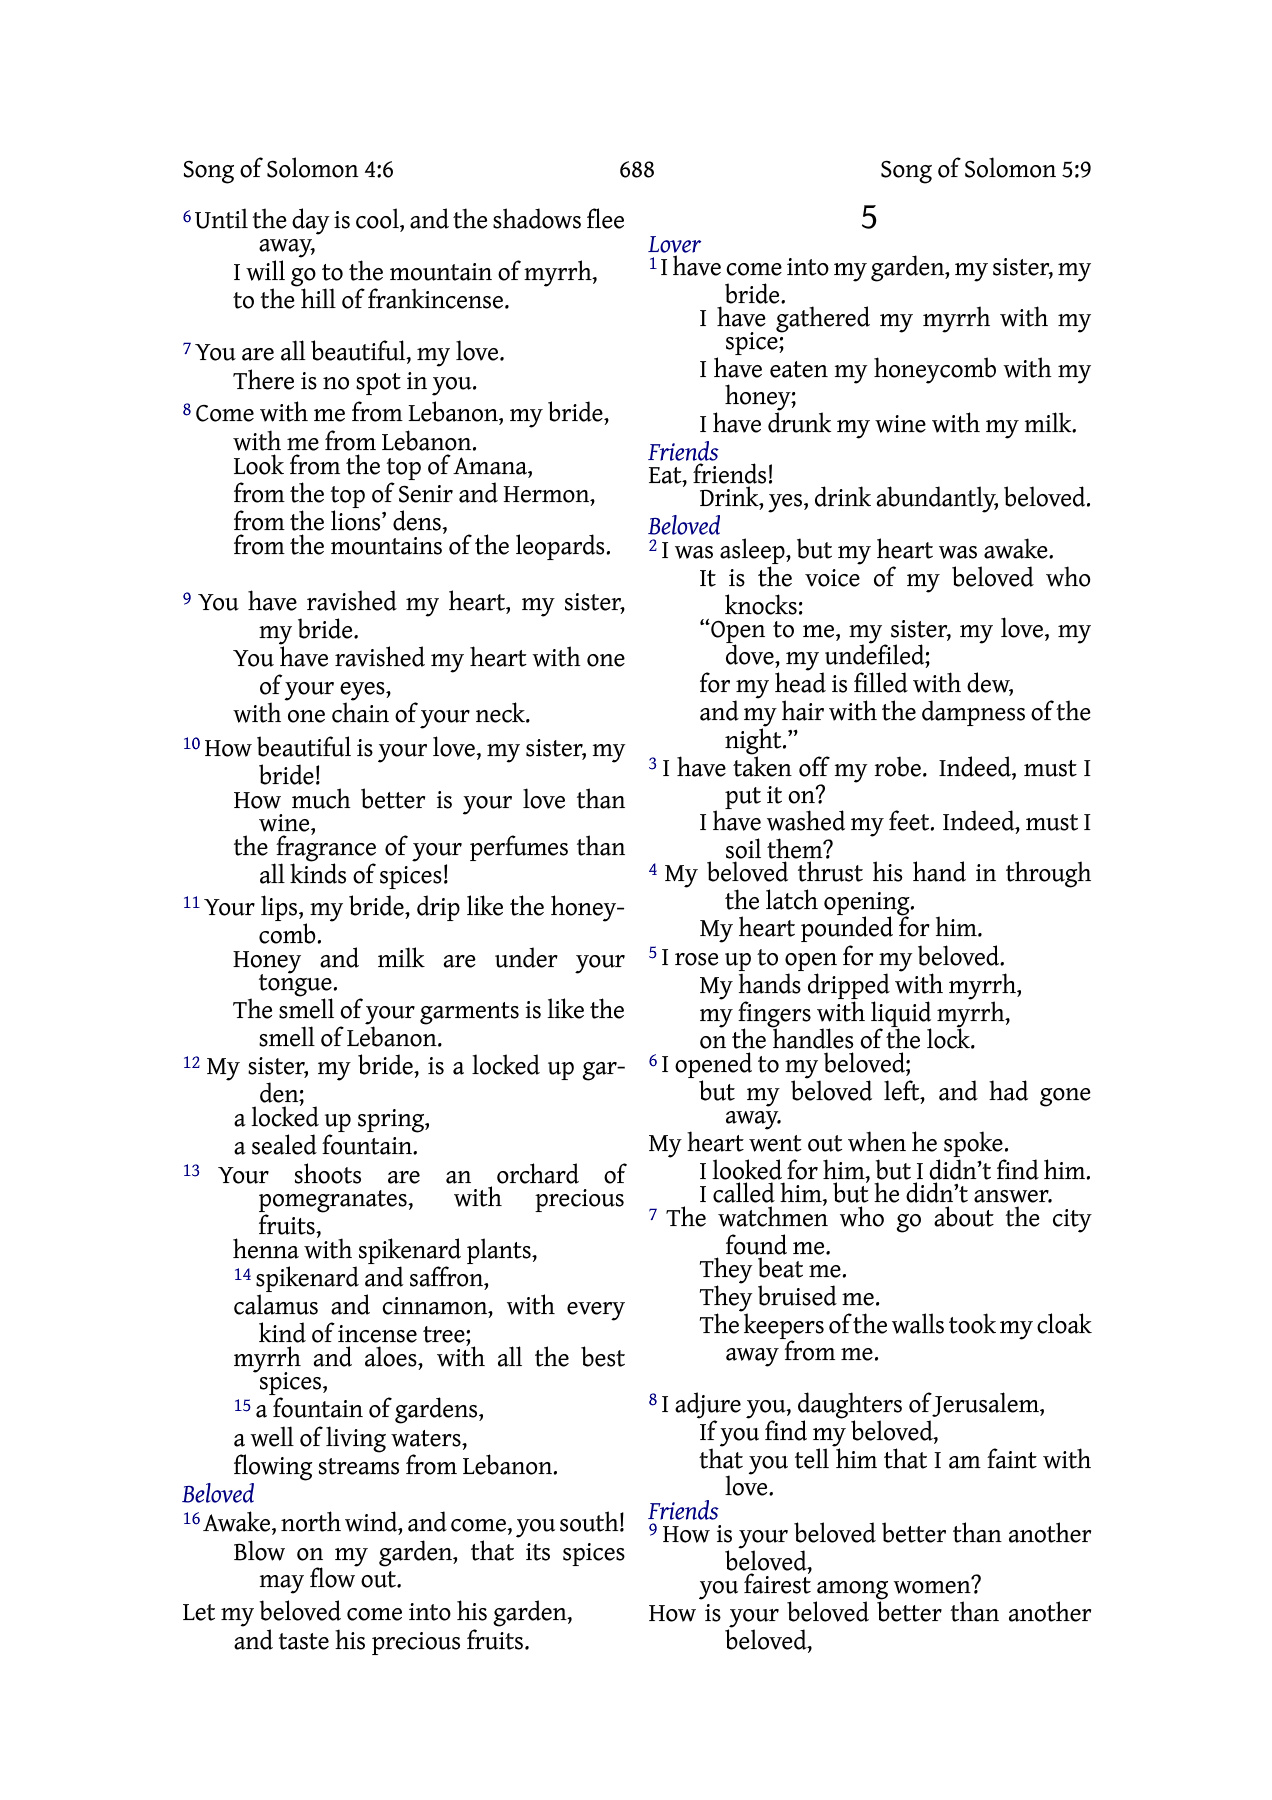 Song of Solomon 4:6
688
Song of Solomon 5:9
6 Until the day is cool, and the shadows flee
away,
I will go to the mountain of myrrh,
to the hill of frankincense.
7 You are all beautiful, my love.
There is no spot in you.
8 Come with me from Lebanon, my bride,
with me from Lebanon.
Look from the top of Amana,
from the top of Senir and Hermon,
from the lions’ dens,
from the mountains of the leopards.
9 You have ravished my heart, my sister,
my bride.
You have ravished my heart with one
of your eyes,
with one chain of your neck.
10 How beautiful is your love, my sister, my
bride!
How much better is your love than
wine,
the fragrance of your perfumes than
all kinds of spices!
11 Your lips, my bride, drip like the honey-
comb.
Honey and milk are under your
tongue.
The smell of your garments is like the
smell of Lebanon.
12 My sister, my bride, is a locked up gar-
den;
a locked up spring,
a sealed fountain.
13 Your shoots are an orchard of
pomegranates, with precious
fruits,
henna with spikenard plants,
14 spikenard and saffron,
calamus and cinnamon, with every
kind of incense tree;
myrrh and aloes, with all the best
spices,
15 a fountain of gardens,
a well of living waters,
flowing streams from Lebanon.
Beloved
16 Awake, north wind, and come, you south!
Blow on my garden, that its spices
may flow out.
Let my beloved come into his garden,
and taste his precious fruits.
5
Lover
1 I have come into my garden, my sister, my
bride.
I have gathered my myrrh with my
spice;
I have eaten my honeycomb with my
honey;
I have drunk my wine with my milk.
Friends
Eat, friends!
Drink, yes, drink abundantly, beloved.
Beloved
2 I was asleep, but my heart was awake.
It is the voice of my beloved who
knocks:
“Open to me, my sister, my love, my
dove, my undefiled;
for my head is filled with dew,
and my hair with the dampness of the
night.”
3 I have taken off my robe. Indeed, must I
put it on?
I have washed my feet. Indeed, must I
soil them?
4 My beloved thrust his hand in through
the latch opening.
My heart pounded for him.
5 I rose up to open for my beloved.
My hands dripped with myrrh,
my fingers with liquid myrrh,
on the handles of the lock.
6 I opened to my beloved;
but my beloved left, and had gone
away.
My heart went out when he spoke.
I looked for him, but I didn’t find him.
I called him, but he didn’t answer.
7 The watchmen who go about the city
found me.
They beat me.
They bruised me.
The keepers of the walls took my cloak
away from me.
8 I adjure you, daughters of Jerusalem,
If you find my beloved,
that you tell him that I am faint with
love.
Friends
9 How is your beloved better than another
beloved,
you fairest among women?
How is your beloved better than another
beloved,